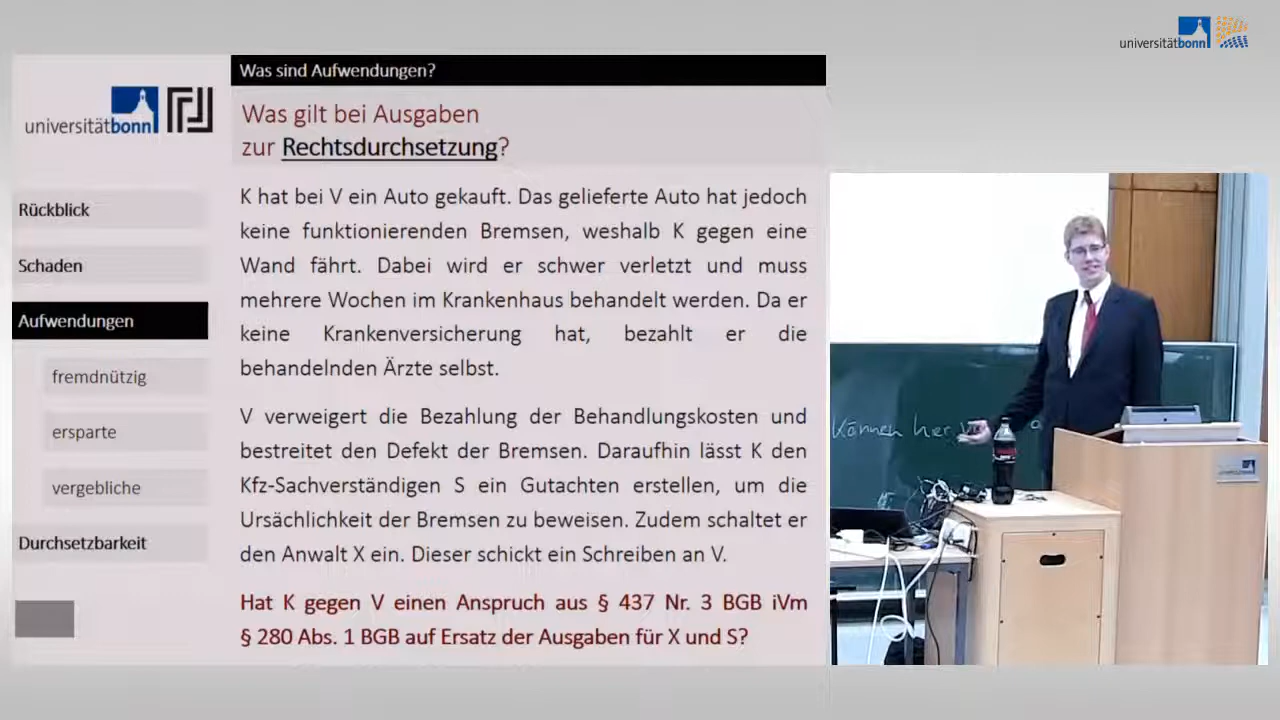 universitätbonn
Was sind Aufwendungen?
universitätbonn
Was gilt bei Ausgaben
zur Rechtsdurchsetzung?
Rückblick
Schaden
Aufwendungen
fremdnützig
ersparte
vergebliche
Durchsetzbarkeit
K hat bei V ein Auto gekauft. Das gelieferte Auto hat jedoch
keine funktionierenden Bremsen, weshalb K gegen eine
Wand fährt. Dabei wird er schwer verletzt und muss
mehrere Wochen im Krankenhaus behandelt werden. Da er
keine Krankenversicherung hat, bezahlt er die
behandelnden Ärzte selbst.
V verweigert die Bezahlung der Behandlungskosten und
bestreitet den Defekt der Bremsen. Daraufhin lässt K den
Kfz-Sachverständigen S ein Gutachten erstellen, um die
Ursächlichkeit der Bremsen zu beweisen. Zudem schaltet er
den Anwalt X ein. Dieser schickt ein Schreiben an V.
Hat K gegen V einen Anspruch aus § 437 Nr. 3 BGB iVm
§ 280 Abs. 1 BGB auf Ersatz der Ausgaben für X und S?
Können hier